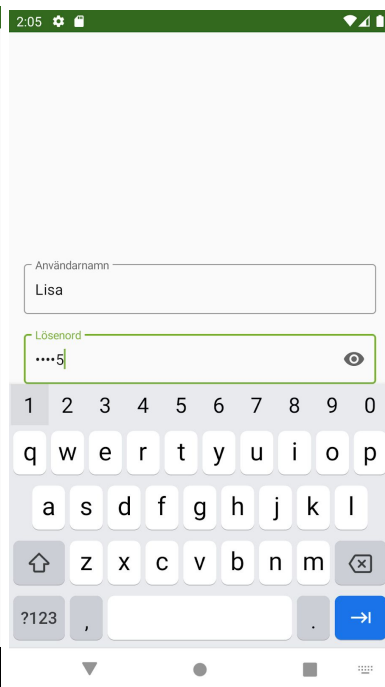 2:05
Användarnamn
Lisa
Lösenord
••••5
1 2 3 4 5 6 7 8 9 0
q w e r t y u i o p
a s d f g h j k l
z x c v b n m
?123 , .